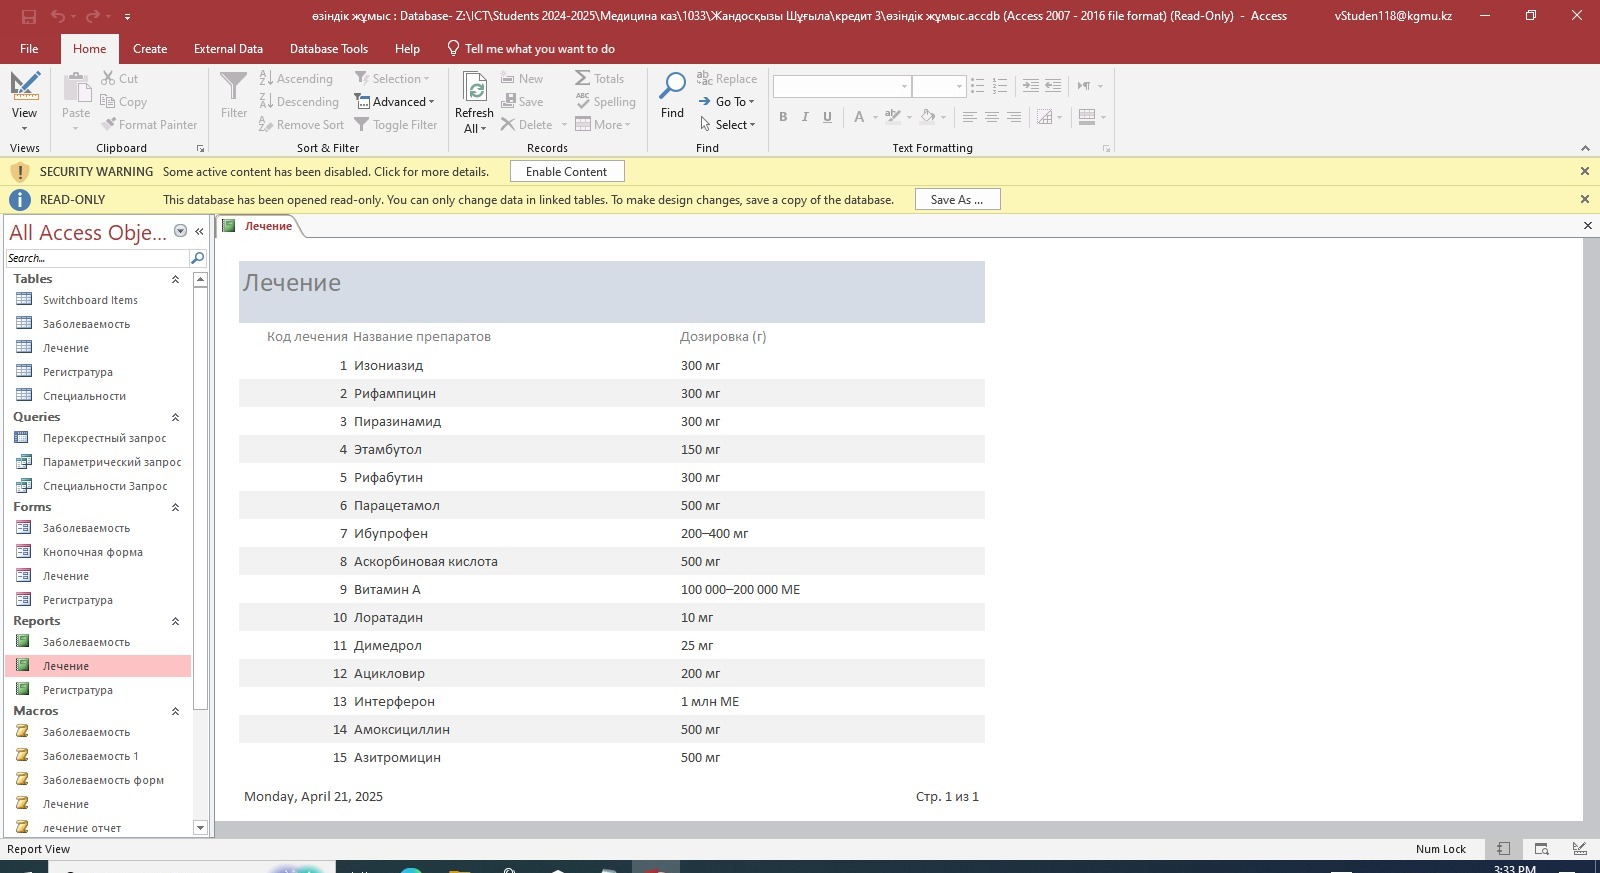 өзіндік жұмыс : Database- Z:\ICT\Students 2024-2025\Медицина каз\1033\Жандосқызы Шұғыла\кредит 3\өзіндік жұмыс.accdb (Access 2007 - 2016 file format) (Read-Only) - Access vStuden118@kgmu.kz
File Home Create External Data Database Tools Help Tell me what you want to do
View
Paste
Cut
Copy
Format Painter
Filter
Ascending
Descending
Remove Sort
Selection
Advanced
Toggle Filter
Refresh All
New
Save
Delete
Totals
Spelling
More
Find
Replace
Go To
Select
B I U A
Views Clipboard Sort & Filter Records Find Text Formatting
SECURITY WARNING Some active content has been disabled. Click for more details. Enable Content
READ-ONLY This database has been opened read-only. You can only change data in linked tables. To make design changes, save a copy of the database. Save As ...
All Access Obje...
Search...
Tables
Switchboard Items
Заболеваемость
Лечение
Регистратура
Специальности
Queries
Перексрестный запрос
Параметрический запрос
Специальности Запрос
Forms
Заболеваемость
Кнопочная форма
Лечение
Регистратура
Reports
Заболеваемость
Лечение
Регистратура
Macros
Заболеваемость
Заболеваемость 1
Заболеваемость форм
Лечение
лечение отчет
Лечение
Лечение
Код лечения Название препаратов Дозировка (г)
1 Изониазид 300 мг
2 Рифампицин 300 мг
3 Пиразинамид 300 мг
4 Этамбутол 150 мг
5 Рифабутин 300 мг
6 Парацетамол 500 мг
7 Ибупрофен 200–400 мг
8 Аскорбиновая кислота 500 мг
9 Витамин А 100 000–200 000 МЕ
10 Лоратадин 10 мг
11 Димедрол 25 мг
12 Ацикловир 200 мг
13 Интерферон 1 млн МЕ
14 Амоксициллин 500 мг
15 Азитромицин 500 мг
Monday, April 21, 2025 Стр. 1 из 1
Report View Num Lock
3:33 PM